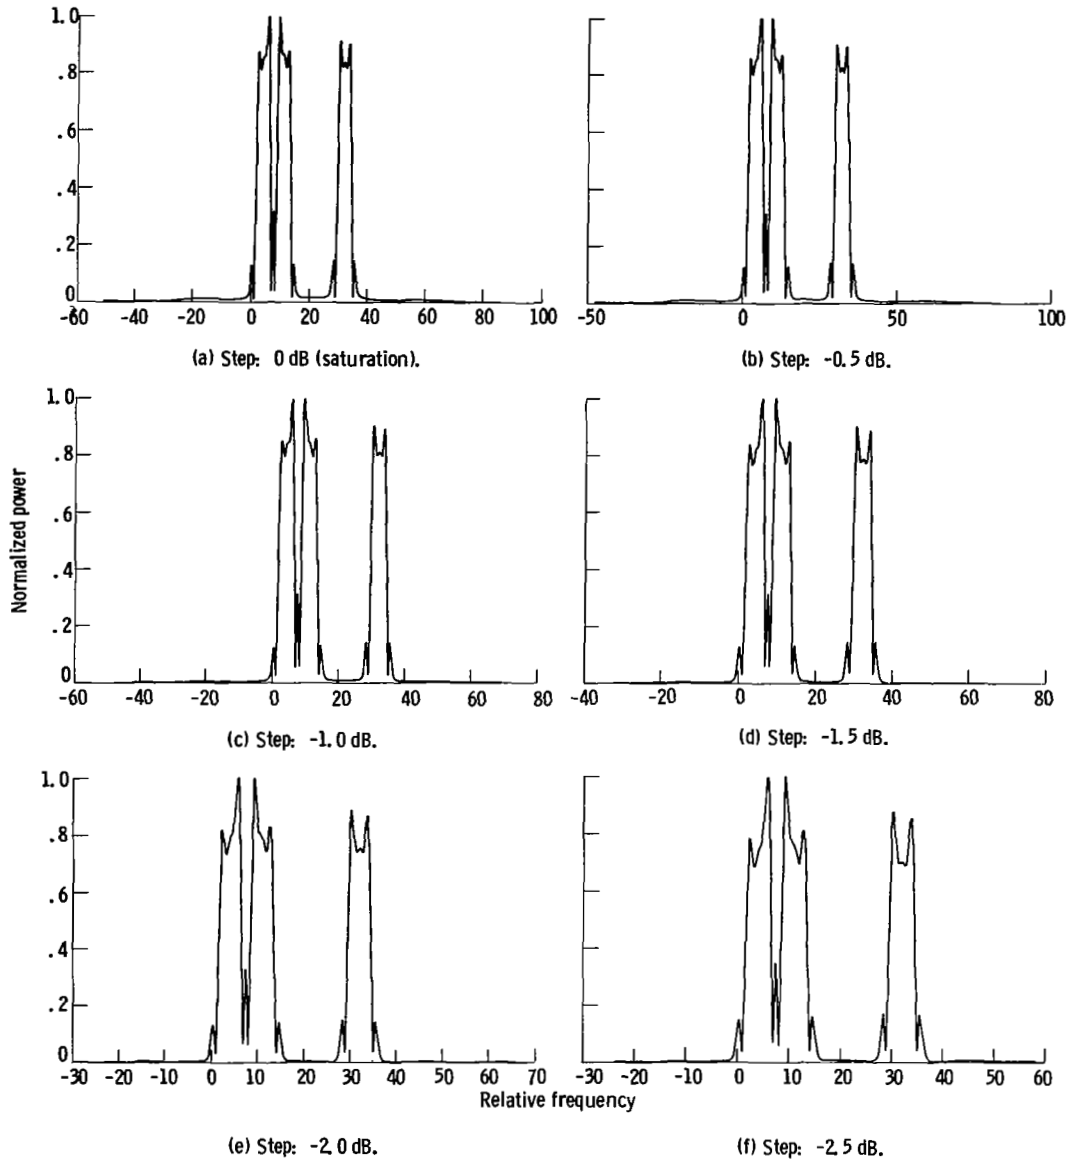 1.0
.8
.6
.4
.2
0
-60 -40 -20 0 20 40 60 80 100
(a) Step: 0 dB (saturation).
-50 0 50 100
(b) Step: -0.5 dB.
Normalized power
1.0
.8
.6
.4
.2
0
-60 -40 -20 0 20 40 60 80
(c) Step: -1.0 dB.
-40 -20 0 20 40 60 80
(d) Step: -1.5 dB.
1.0
.8
.6
.4
.2
0
-30 -20 -10 0 10 20 30 40 50 60 70
-30 -20 -10 0 10 20 30 40 50 60
Relative frequency
(e) Step: -2.0 dB.
(f) Step: -2.5 dB.